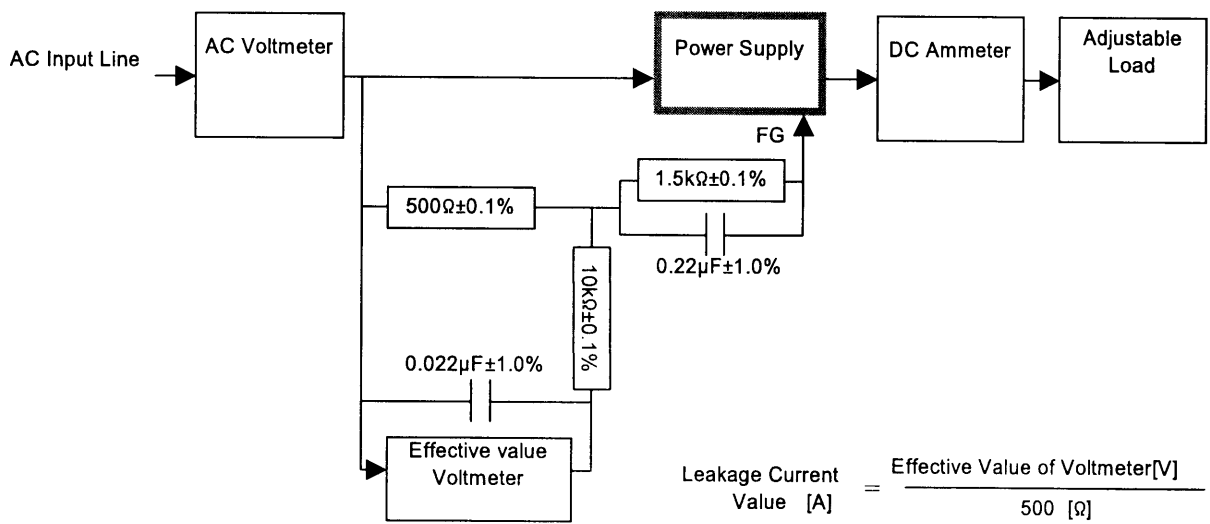 AC Input Line
AC Voltmeter
Power Supply
DC Ammeter
Adjustable
Load
FG
1.5kΩ±0.1%
500Ω±0.1%
0.22μF±1.0%
10kΩ±0.1%
0.022μF±1.0%
Effective value
Voltmeter
Leakage Current
Value [A]
=
Effective Value of Voltmeter[V]
500 [Ω]